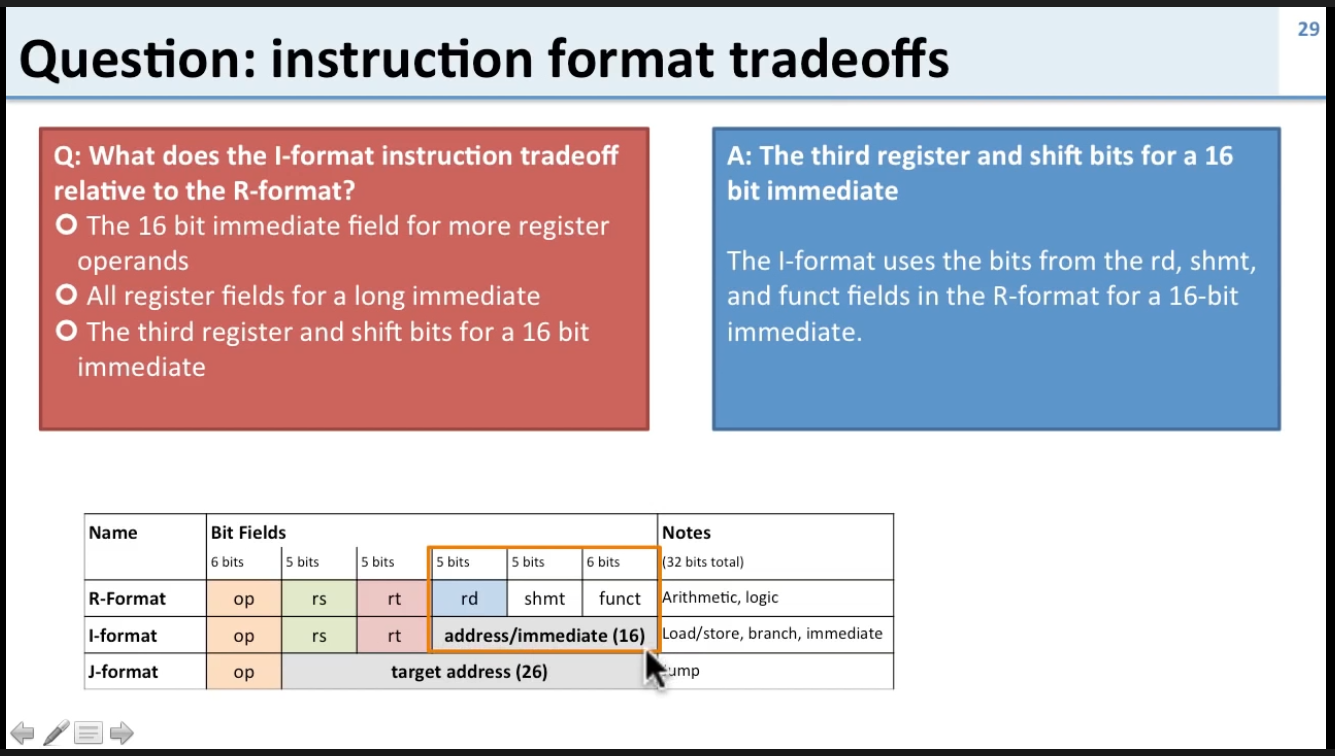 29
Question: instruction format tradeoffs
Q: What does the I-format instruction tradeoff
relative to the R-format?
The 16 bit immediate field for more register
operands
All register fields for a long immediate
The third register and shift bits for a 16 bit
immediate
A: The third register and shift bits for a 16
bit immediate
The I-format uses the bits from the rd, shmt,
and funct fields in the R-format for a 16-bit
immediate.
Name Bit Fields Notes
6 bits 5 bits 5 bits 5 bits 5 bits 6 bits (32 bits total)
R-Format op rs rt rd shmt funct Arithmetic, logic
I-format op rs rt address/immediate (16) Load/store, branch, immediate
J-format op target address (26) ump